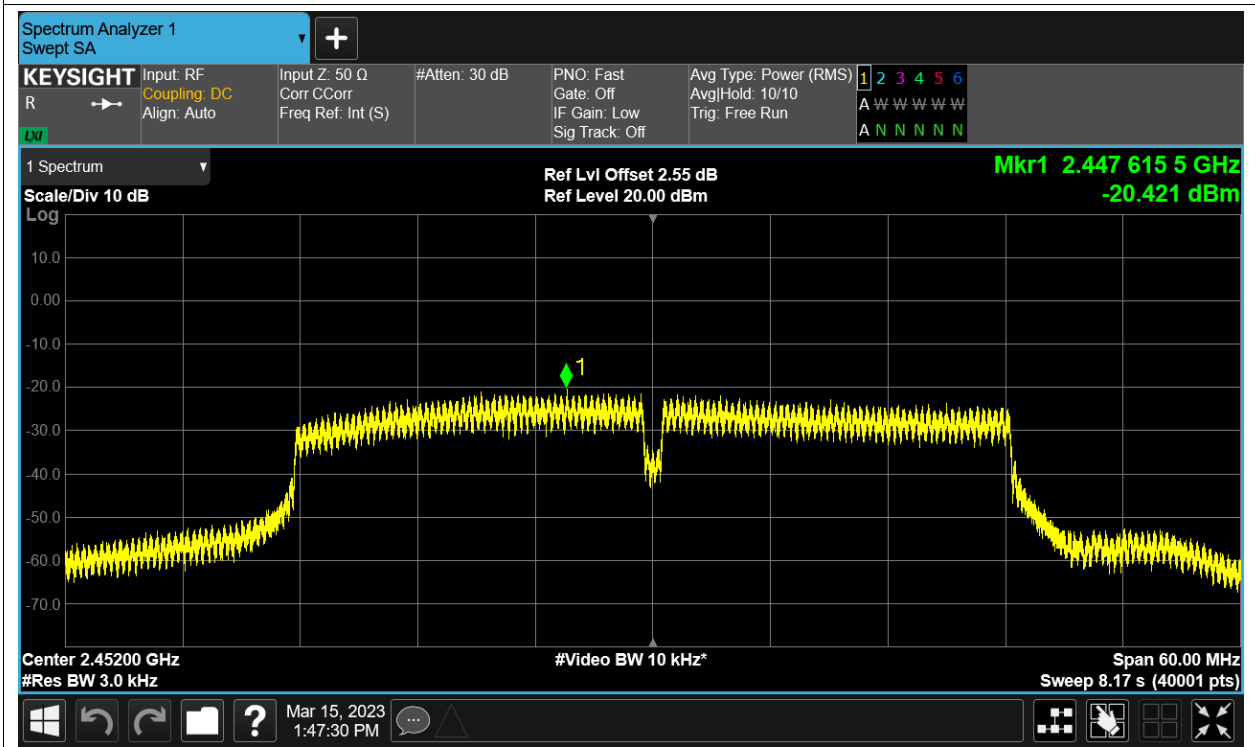 Spectrum Analyzer 1
Swept SA
+
KEYSIGHT
R
LXI
Input: RF
Coupling: DC
Align: Auto
Input Z: 50 Ω
Corr CCorr
Freq Ref: Int (S)
#Atten: 30 dB
PNO: Fast
Gate: Off
IF Gain: Low
Sig Track: Off
Avg Type: Power (RMS)
Avg|Hold: 10/10
Trig: Free Run
1 2 3 4 5 6
A W W W W W
A N N N N N
1 Spectrum
Scale/Div 10 dB
Log
Ref Lvl Offset 2.55 dB
Ref Level 20.00 dBm
Mkr1 2.447 615 5 GHz
-20.421 dBm
10.0
0.00
-10.0
1
-20.0
-30.0
-40.0
-50.0
-60.0
-70.0
Center 2.45200 GHz
#Res BW 3.0 kHz
#Video BW 10 kHz*
Span 60.00 MHz
Sweep 8.17 s (40001 pts)
?
Mar 15, 2023
1:47:30 PM